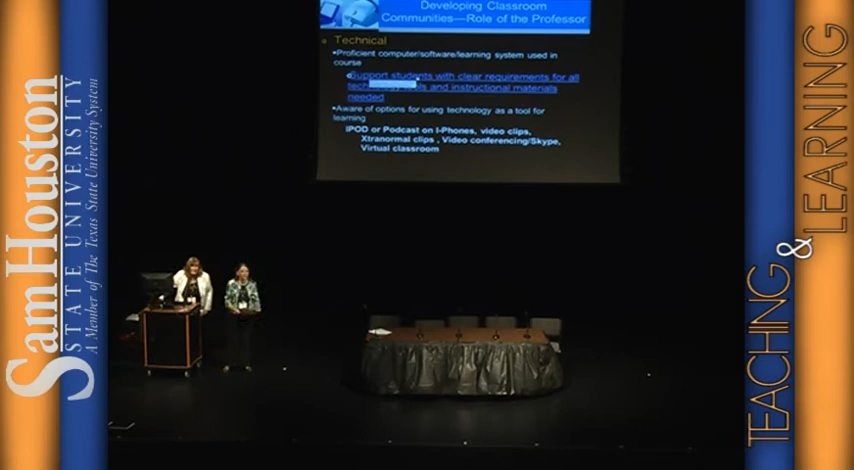 Sam Houston
STATE UNIVERSITY
A Member of The Texas State University System
Developing Classroom
Communities—Role of the Professor
Technical
•Proficient computer/software/learning system used in
course
Support students with clear requirements for all
and instructional materials
needed
•Aware of options for using technology as a tool for
learning
IPOD or Podcast on I-Phones, video clips,
Xtranormal clips , Video conferencing/Skype,
Virtual classroom
TEACHING & LEARNING